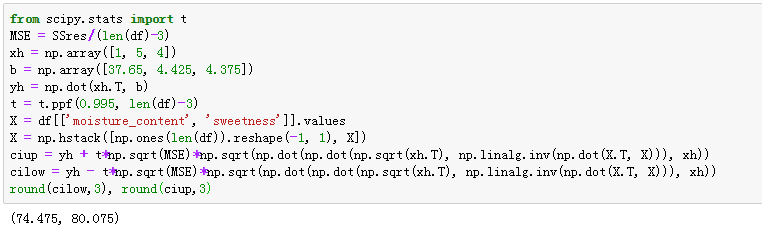 from scipy.stats import t
MSE = SSres/(len(df)-3)
xh = np.array([1, 5, 4])
b = np.array([37.65, 4.425, 4.375])
yh = np.dot(xh.T, b)
t = t.ppf(0.995, len(df)-3)
X = df[['moisture_content', 'sweetness']].values
X = np.hstack([np.ones(len(df)).reshape(-1, 1), X])
ciup = yh + t*np.sqrt(MSE)*np.sqrt(np.dot(np.dot(np.sqrt(xh.T), np.linalg.inv(np.dot(X.T, X))), xh))
cilow = yh - t*np.sqrt(MSE)*np.sqrt(np.dot(np.dot(np.sqrt(xh.T), np.linalg.inv(np.dot(X.T, X))), xh))
round(cilow,3), round(ciup,3)
(74.475, 80.075)